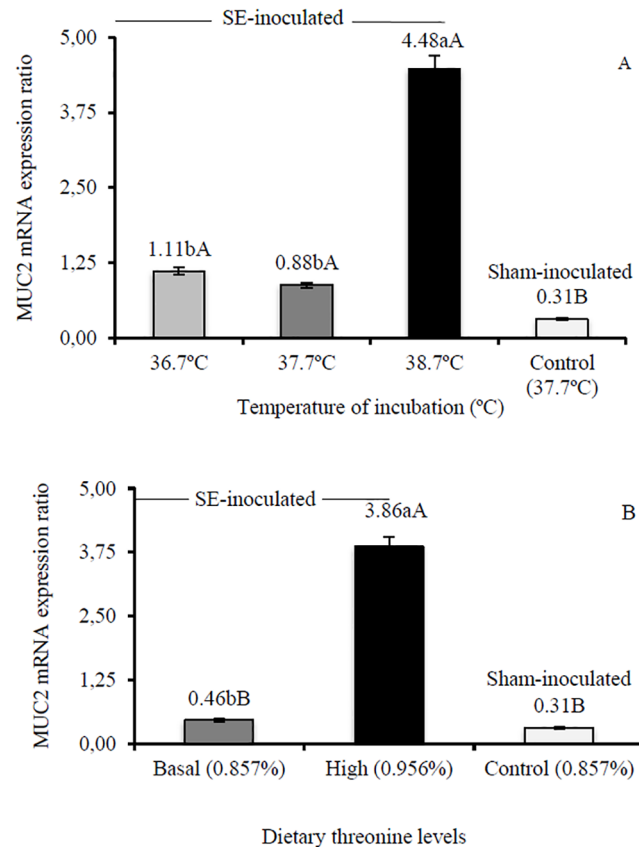 SE-inoculated
5,00
4.48aA
A
3,75
2,50
1,25
0,00
MUC2 mRNA expression ratio
1.11bA
0.88bA
Sham-inoculated
0.31B
36.7ºC
37.7ºC
38.7ºC
Control
(37.7ºC)
Temperature of incubation (ºC)
5,00
SE-inoculated
3.86aA
B
3,75
2,50
1,25
0,00
MUC2 mRNA expression ratio
0.46bB
Sham-inoculated
0.31B
Basal (0.857%)
High (0.956%)
Control (0.857%)
Dietary threonine levels